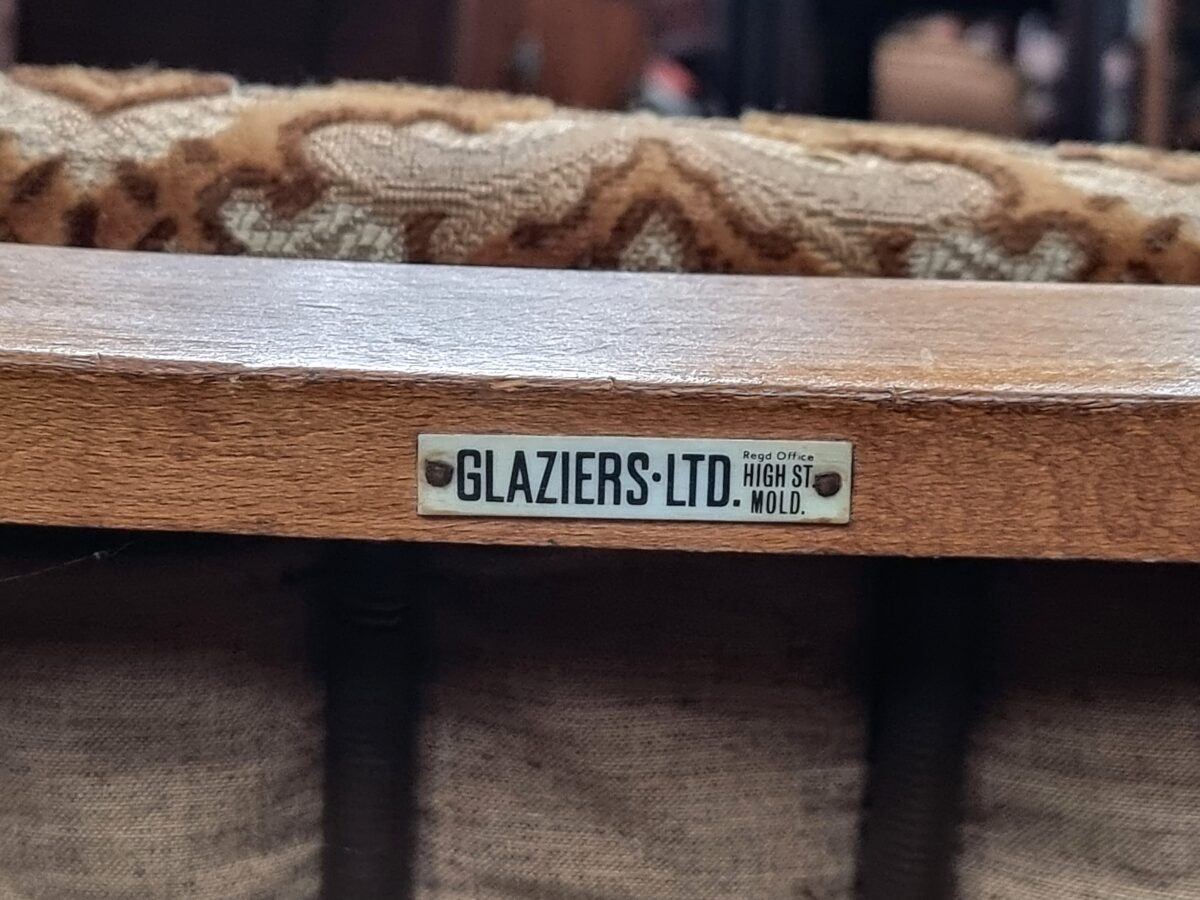 GLAZIERS·LTD.
Regd Office
HIGH ST.
MOLD.